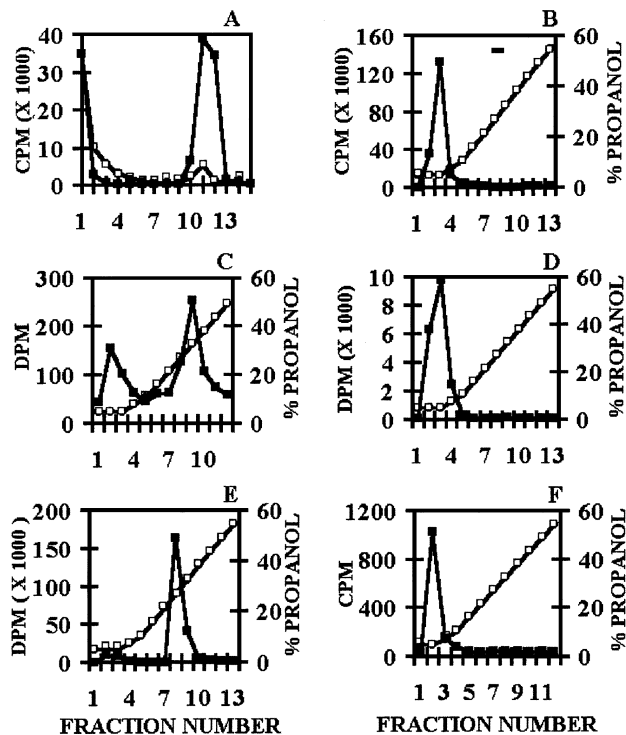 A
CPM (X 1000)
40
30
20
10
0
1 4 7 10 13
B
CPM (X 1000)
160
120
80
40
0
60
40
20
0
% PROPANOL
1 4 7 10 13
C
DPM
300
200
100
0
60
40
20
0
% PROPANOL
1 4 7 10
D
DPM (X 1000)
10
8
6
4
2
0
60
40
20
0
% PROPANOL
1 4 7 10 13
E
DPM ( X 1000 )
200
150
100
50
0
60
40
20
0
% PROPANOL
1 4 7 10 13
FRACTION NUMBER
F
CPM
1200
800
400
0
60
40
20
0
% PROPANOL
1 3 5 7 9 11
FRACTION NUMBER